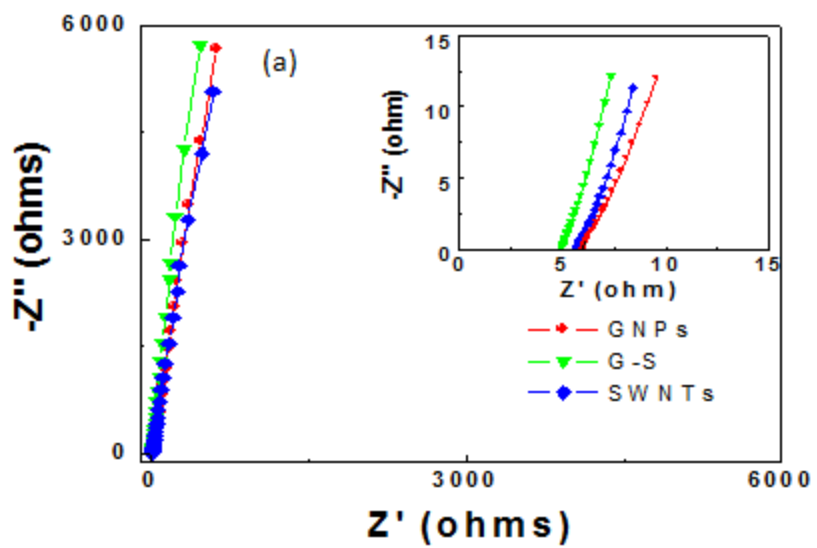 6000
3000
0
-Z" (ohms)
(a)
15
10
5
0
-Z" (ohm)
0 5 10 15
Z' (ohm)
GNPs
G-S
SWNTs
0 3000 6000
Z' (ohms)